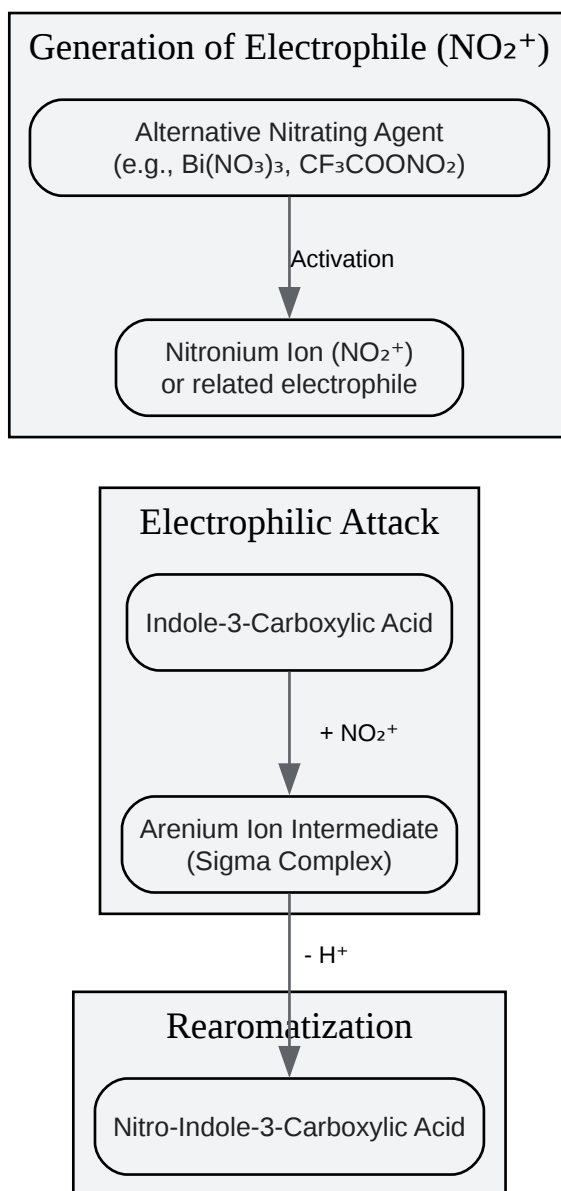 Generation of Electrophile (NO₂⁺)
Alternative Nitrating Agent
(e.g., Bi(NO₃)₃, CF₃COONO₂)
Activation
Nitronium Ion (NO₂⁺)
or related electrophile
Electrophilic Attack
Indole-3-Carboxylic Acid
+ NO₂⁺
Arenium Ion Intermediate
(Sigma Complex)
- H⁺
Rearomatization
Nitro-Indole-3-Carboxylic Acid